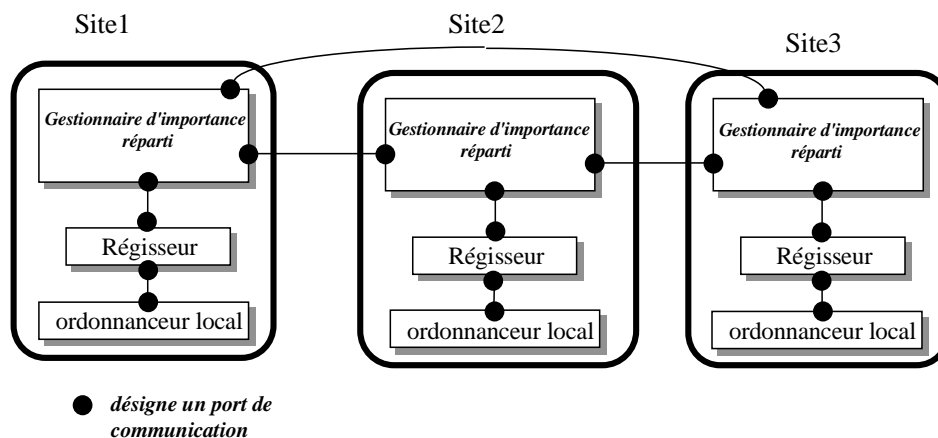 Site1
Site2
Site3
Gestionnaire d'importance
réparti
Gestionnaire d'importance
réparti
Gestionnaire d'importance
réparti
Régisseur
Régisseur
Régisseur
ordonnanceur local
ordonnanceur local
ordonnanceur local
désigne un port de
communication